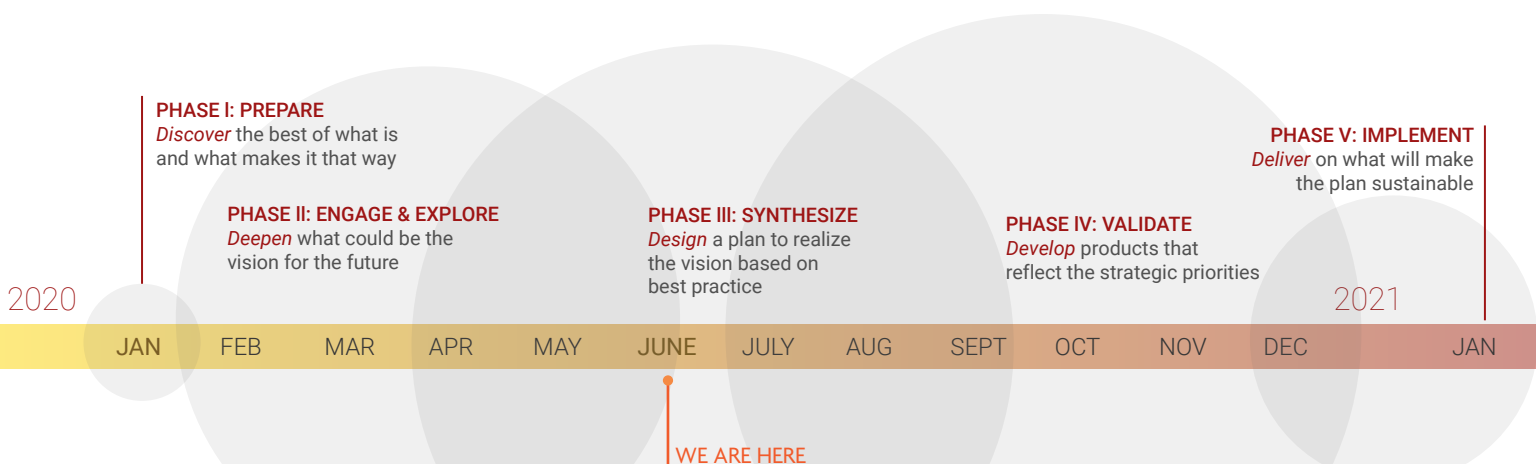 PHASE I: PREPARE
Discover the best of what is
and what makes it that way
PHASE II: ENGAGE & EXPLORE
Deepen what could be the
vision for the future
PHASE III: SYNTHESIZE
Design a plan to realize
the vision based on
best practice
PHASE IV: VALIDATE
Develop products that
reflect the strategic priorities
PHASE V: IMPLEMENT
Deliver on what will make
the plan sustainable
2020
2021
JAN FEB MAR APR MAY JUNE JULY AUG SEPT OCT NOV DEC JAN
WE ARE HERE